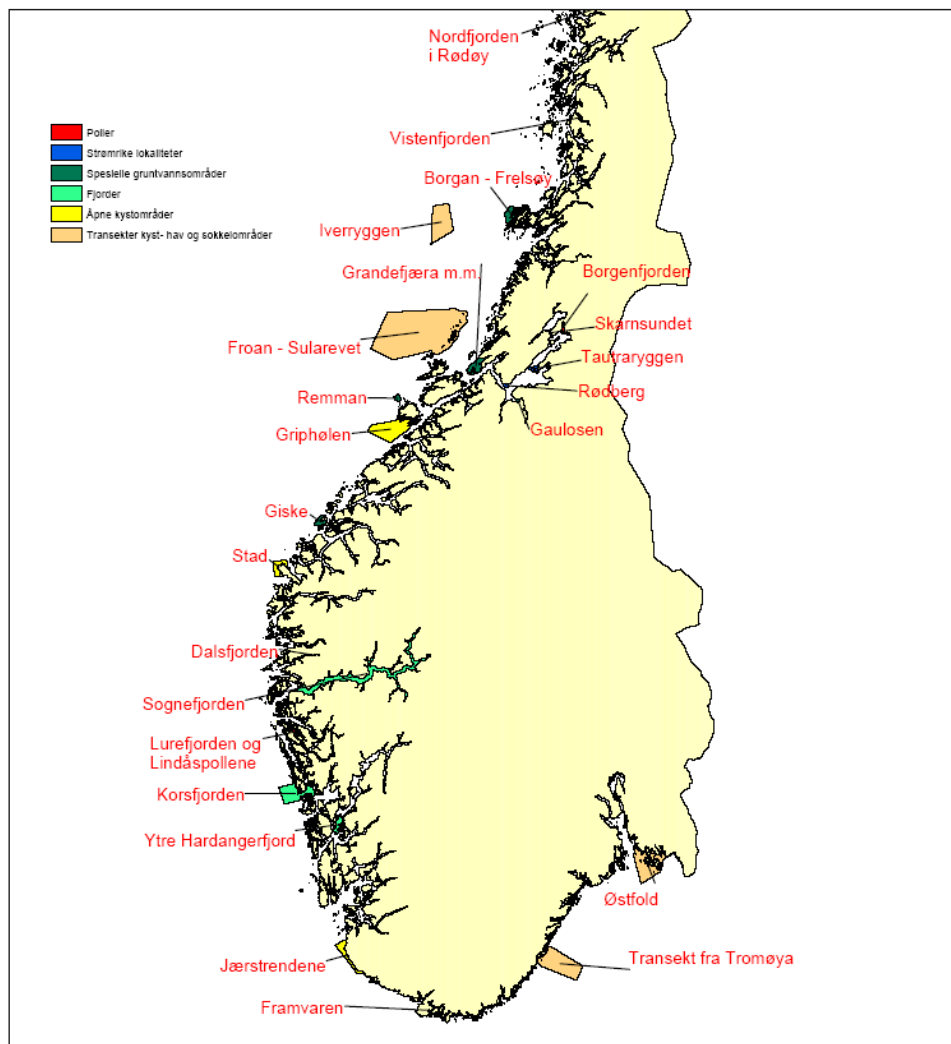 Nordfjorden
i Rødøy
Poller
Strømrike lokaliteter
Spesielle gruntvannsområder
Fjorder
Åpne kystområder
Transekter kyst- hav og sokkelområder
Vistenfjorden
Borgan - Frelsøy
Iverryggen
Grandefjæra m.m.
Borgenfjorden
Skarnsundet
Froan - Sularevet
Tautraryggen
Rødberg
Remman
Griphølen
Gaulosen
Giske
Stad
Dalsfjorden
Sognefjorden
Lurefjorden og
Lindåspollene
Korsfjorden
Ytre Hardangerfjord
Østfold
Jærstrendene
Transekt fra Tromøya
Framvaren